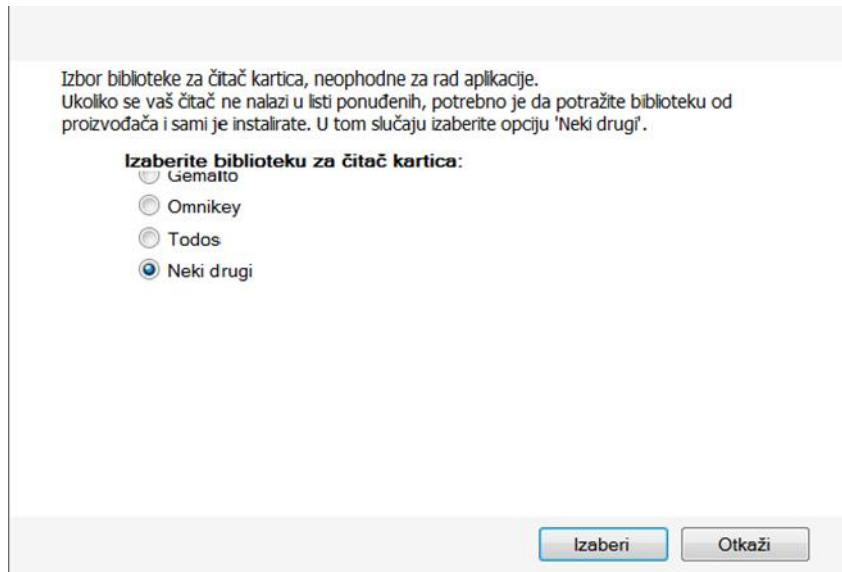 Izbor biblioteke za čitač kartica, neophodne za rad aplikacije.
Ukoliko se vaš čitač ne nalazi u listi ponuđenih, potrebno je da potražite biblioteku od
proizvođača i sami je instalirate. U tom slučaju izaberite opciju 'Neki drugi'.
Izaberite biblioteku za čitač kartica:
Gemalto
Omnikey
Todos
Neki drugi
Izaberi
Otkaži